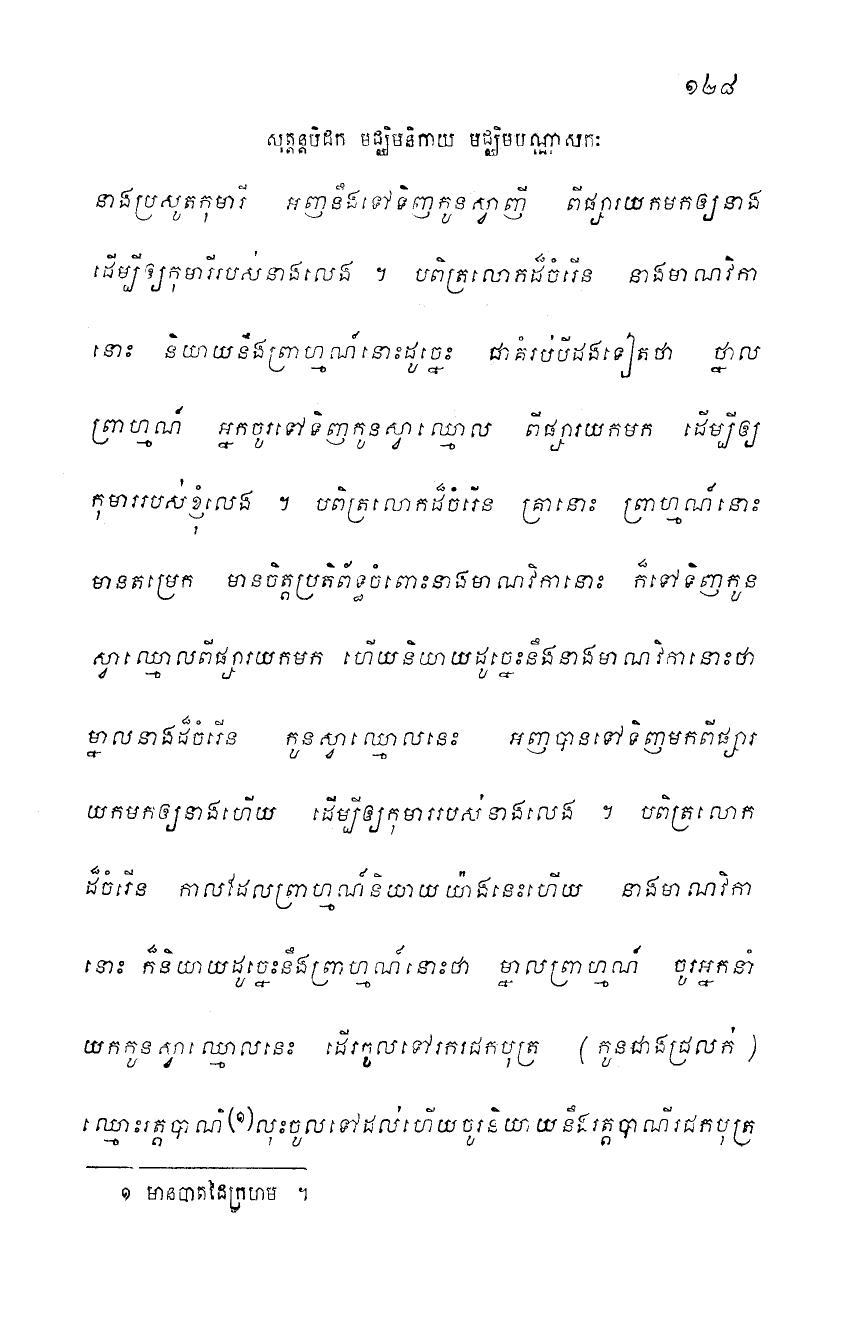 ១២៨
សុត្តន្តបិដក មជ្ឈិមនិកាយ មជ្ឈិមបណ្ណាសកៈ
នាងប្រសូតកុមារី អញនឹងទៅទិញកូនស្វាញី ពីផ្សារយកមកឲ្យនាង
ដើម្បីឲ្យកុមារីរបស់នាងលេង ។ បពិត្រលោកដ៏ចំរើន នាងមាណវិកា
នោះ និយាយនឹងព្រាហ្មណ៍នោះដូច្នេះ ជាគំរប់បីដងទៀតថា ថ្នាល
ព្រាហ្មណ៍ អ្នកចូរទៅទិញកូនស្វាឈ្មោល ពីផ្សារយកមក ដើម្បីឲ្យ
កុមាររបស់ខ្ញុំលេង ។ បពិត្រលោកដ៏ចំរើន គ្រានោះ ព្រាហ្មណ៍នោះ
មានតម្រេក មានចិត្តប្រតិព័ទ្ធចំពោះនាងមាណវិកានោះ ក៏ទៅទិញកូន
ស្វាឈ្មោលពីផ្សារយកមក ហើយនិយាយដូច្នេះនឹងនាងមាណវិកានោះថា
ម្នាលនាងដ៏ចំរើន កូនស្វាឈ្មោលនេះ អញបានទៅទិញមកពីផ្សារ
យកមកឲ្យនាងហើយ ដើម្បីឲ្យកុមាររបស់នាងលេង ។ បពិត្រលោក
ដ៏ចំរើន កាលដែលព្រាហ្មណ៍និយាយយ៉ាងនេះហើយ នាងមាណវិកា
នោះ ក៏និយាយដូច្នេះនឹងព្រាហ្មណ៍នោះថា ម្នាលព្រាហ្មណ៍ ចូរអ្នកនាំ
យកកូនស្វាឈ្មោលនេះ ដើរចូលទៅរករជកបុត្រ (កូនជាងជ្រលក់)
ឈ្មោះរត្តបាណិ(១)លុះចូលទៅដល់ហើយចូរនិយាយនឹងរត្តបាណិរជកបុត្រ
១ មានបាតដៃក្រហម ។